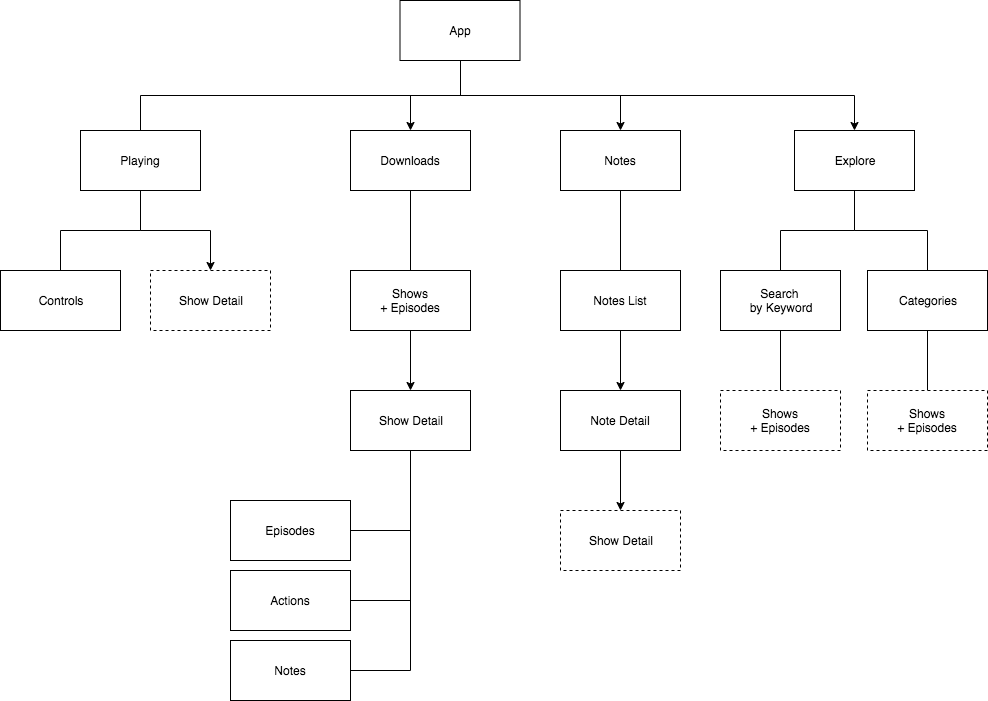 App
Playing
Downloads
Notes
Explore
Controls
Show Detail
Shows
+ Episodes
Notes List
Search
by Keyword
Categories
Show Detail
Note Detail
Shows
+ Episodes
Shows
+ Episodes
Episodes
Show Detail
Actions
Notes